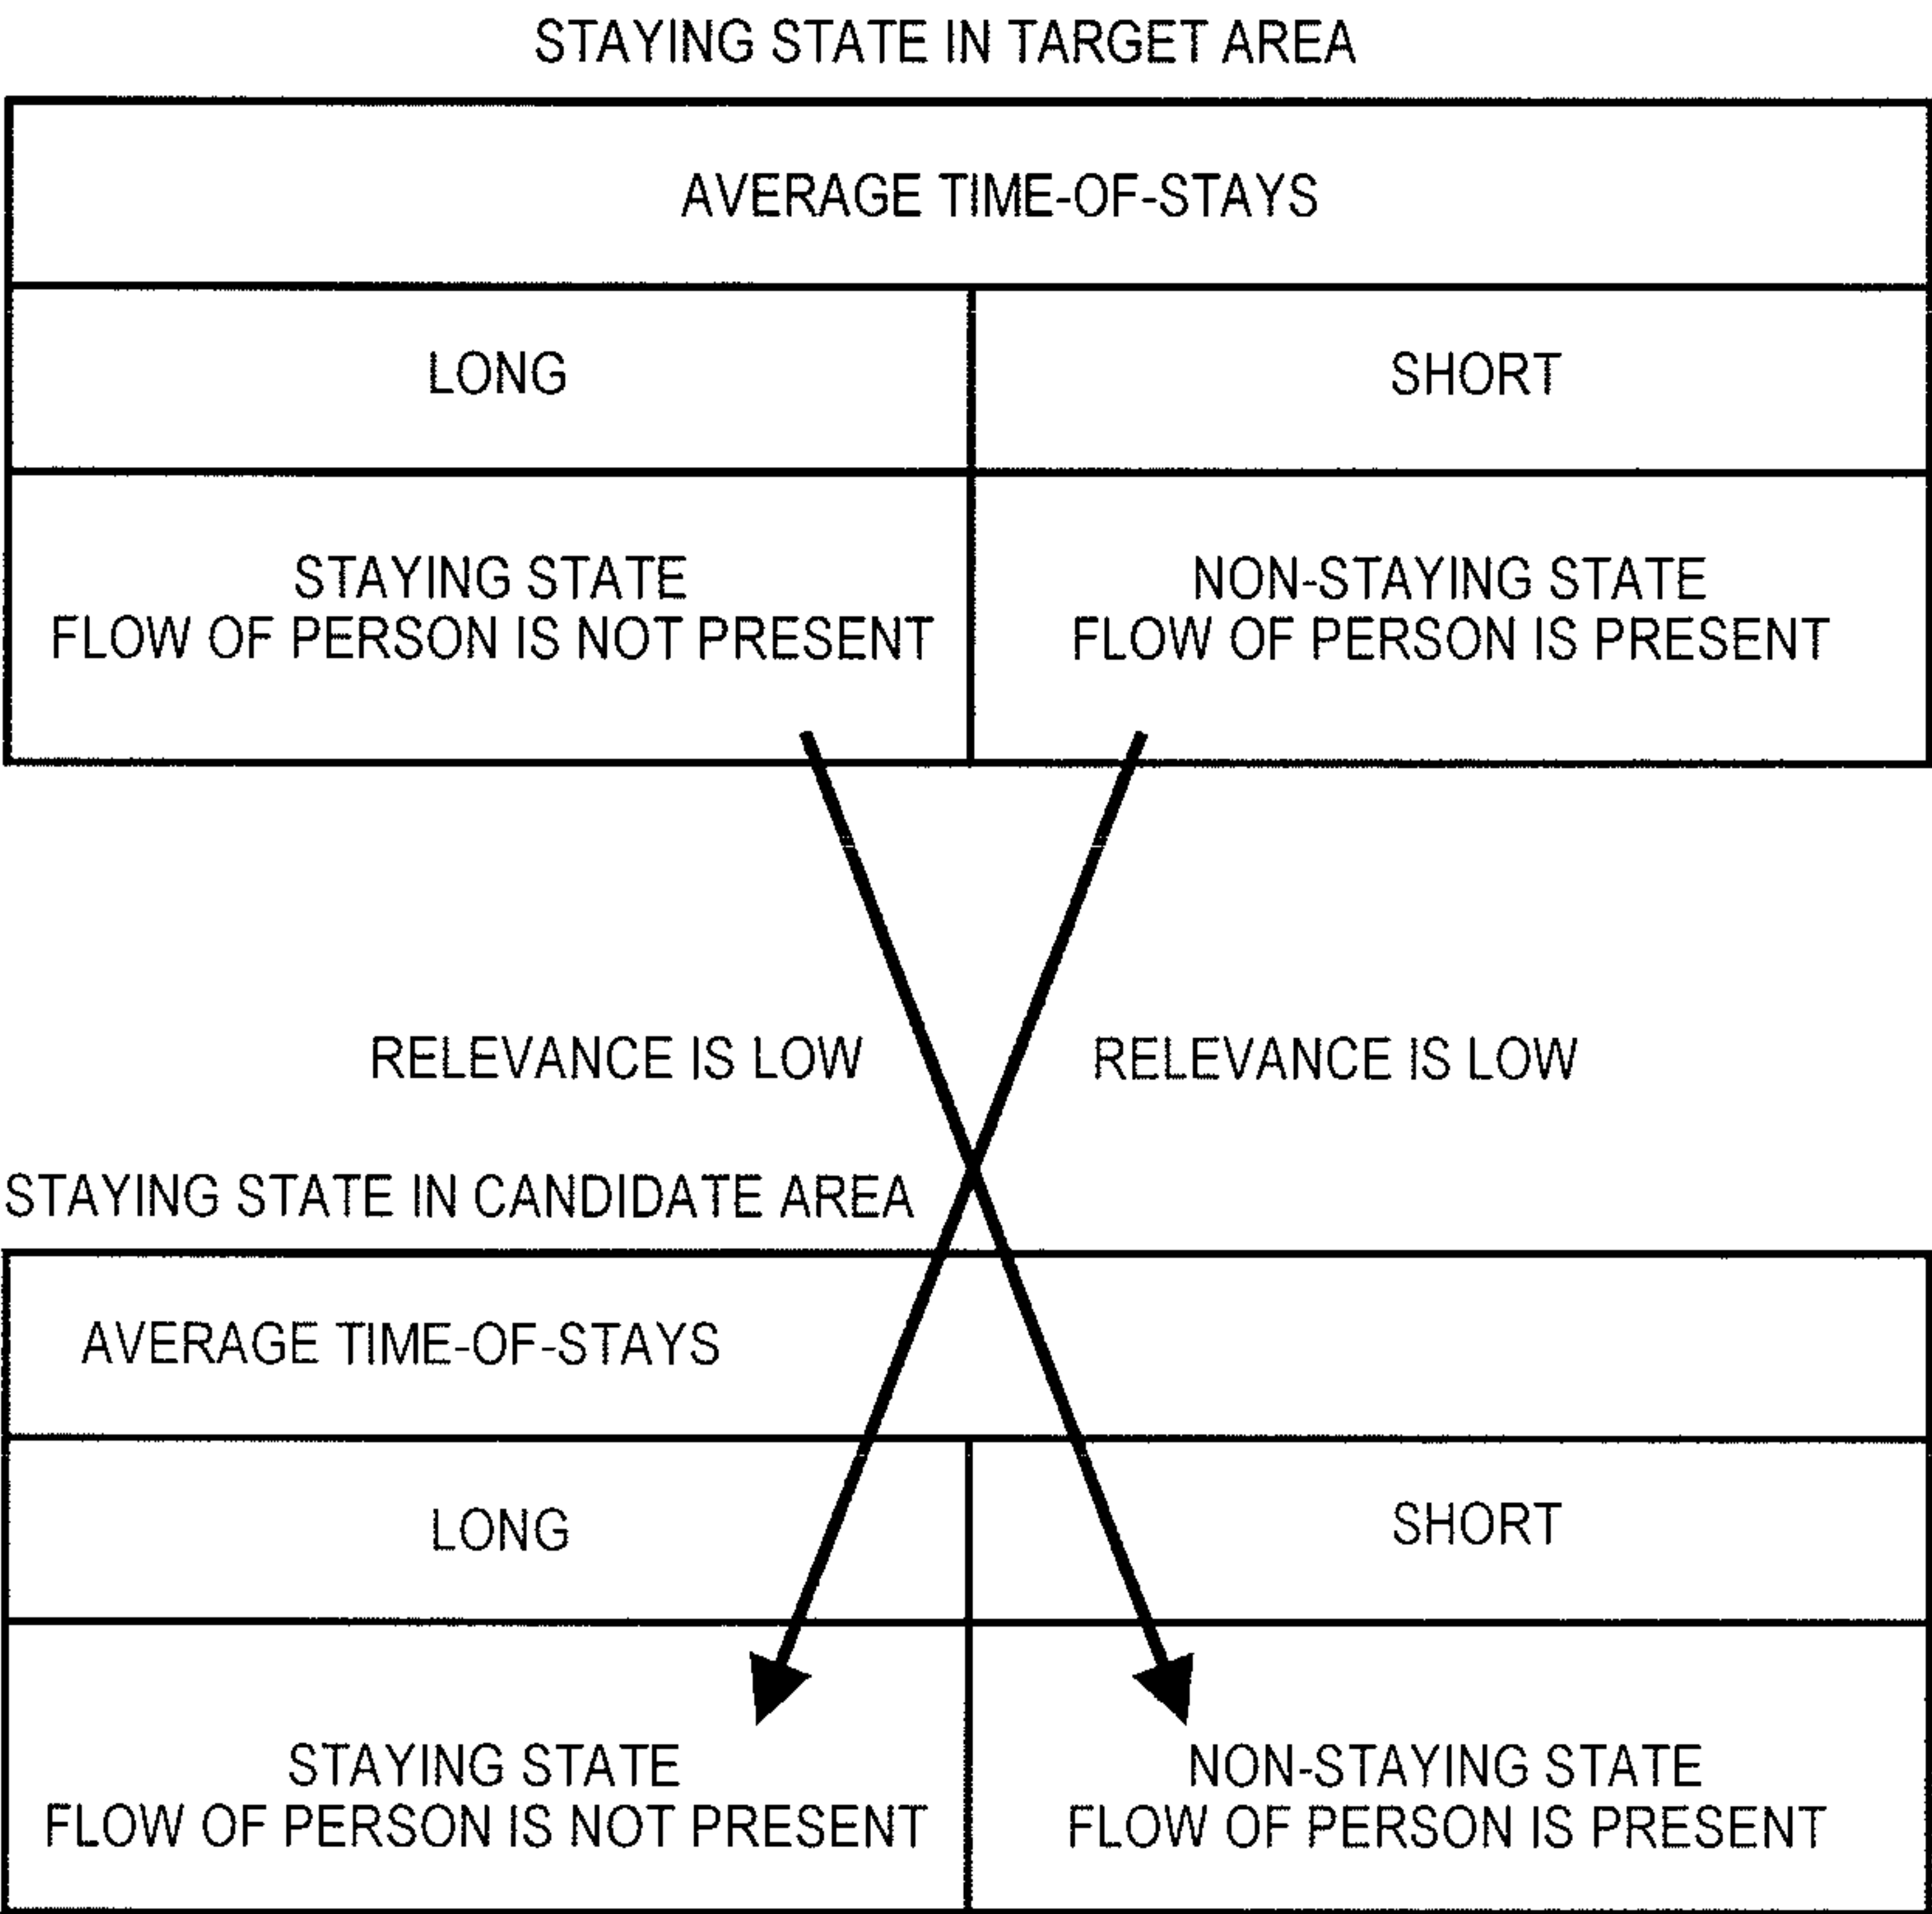 STAYING STATE IN TARGET AREA
AVERAGE TIME-OF-STAYS
LONG
SHORT
STAYING STATE
FLOW OF PERSON IS NOT PRESENT
NON-STAYING STATE
FLOW OF PERSON IS PRESENT
RELEVANCE IS LOW
RELEVANCE IS LOW
STAYING STATE IN CANDIDATE AREA
AVERAGE TIME-OF-STAYS
LONG
SHORT
STAYING STATE
FLOW OF PERSON IS NOT PRESENT
NON-STAYING STATE
FLOW OF PERSON IS PRESENT